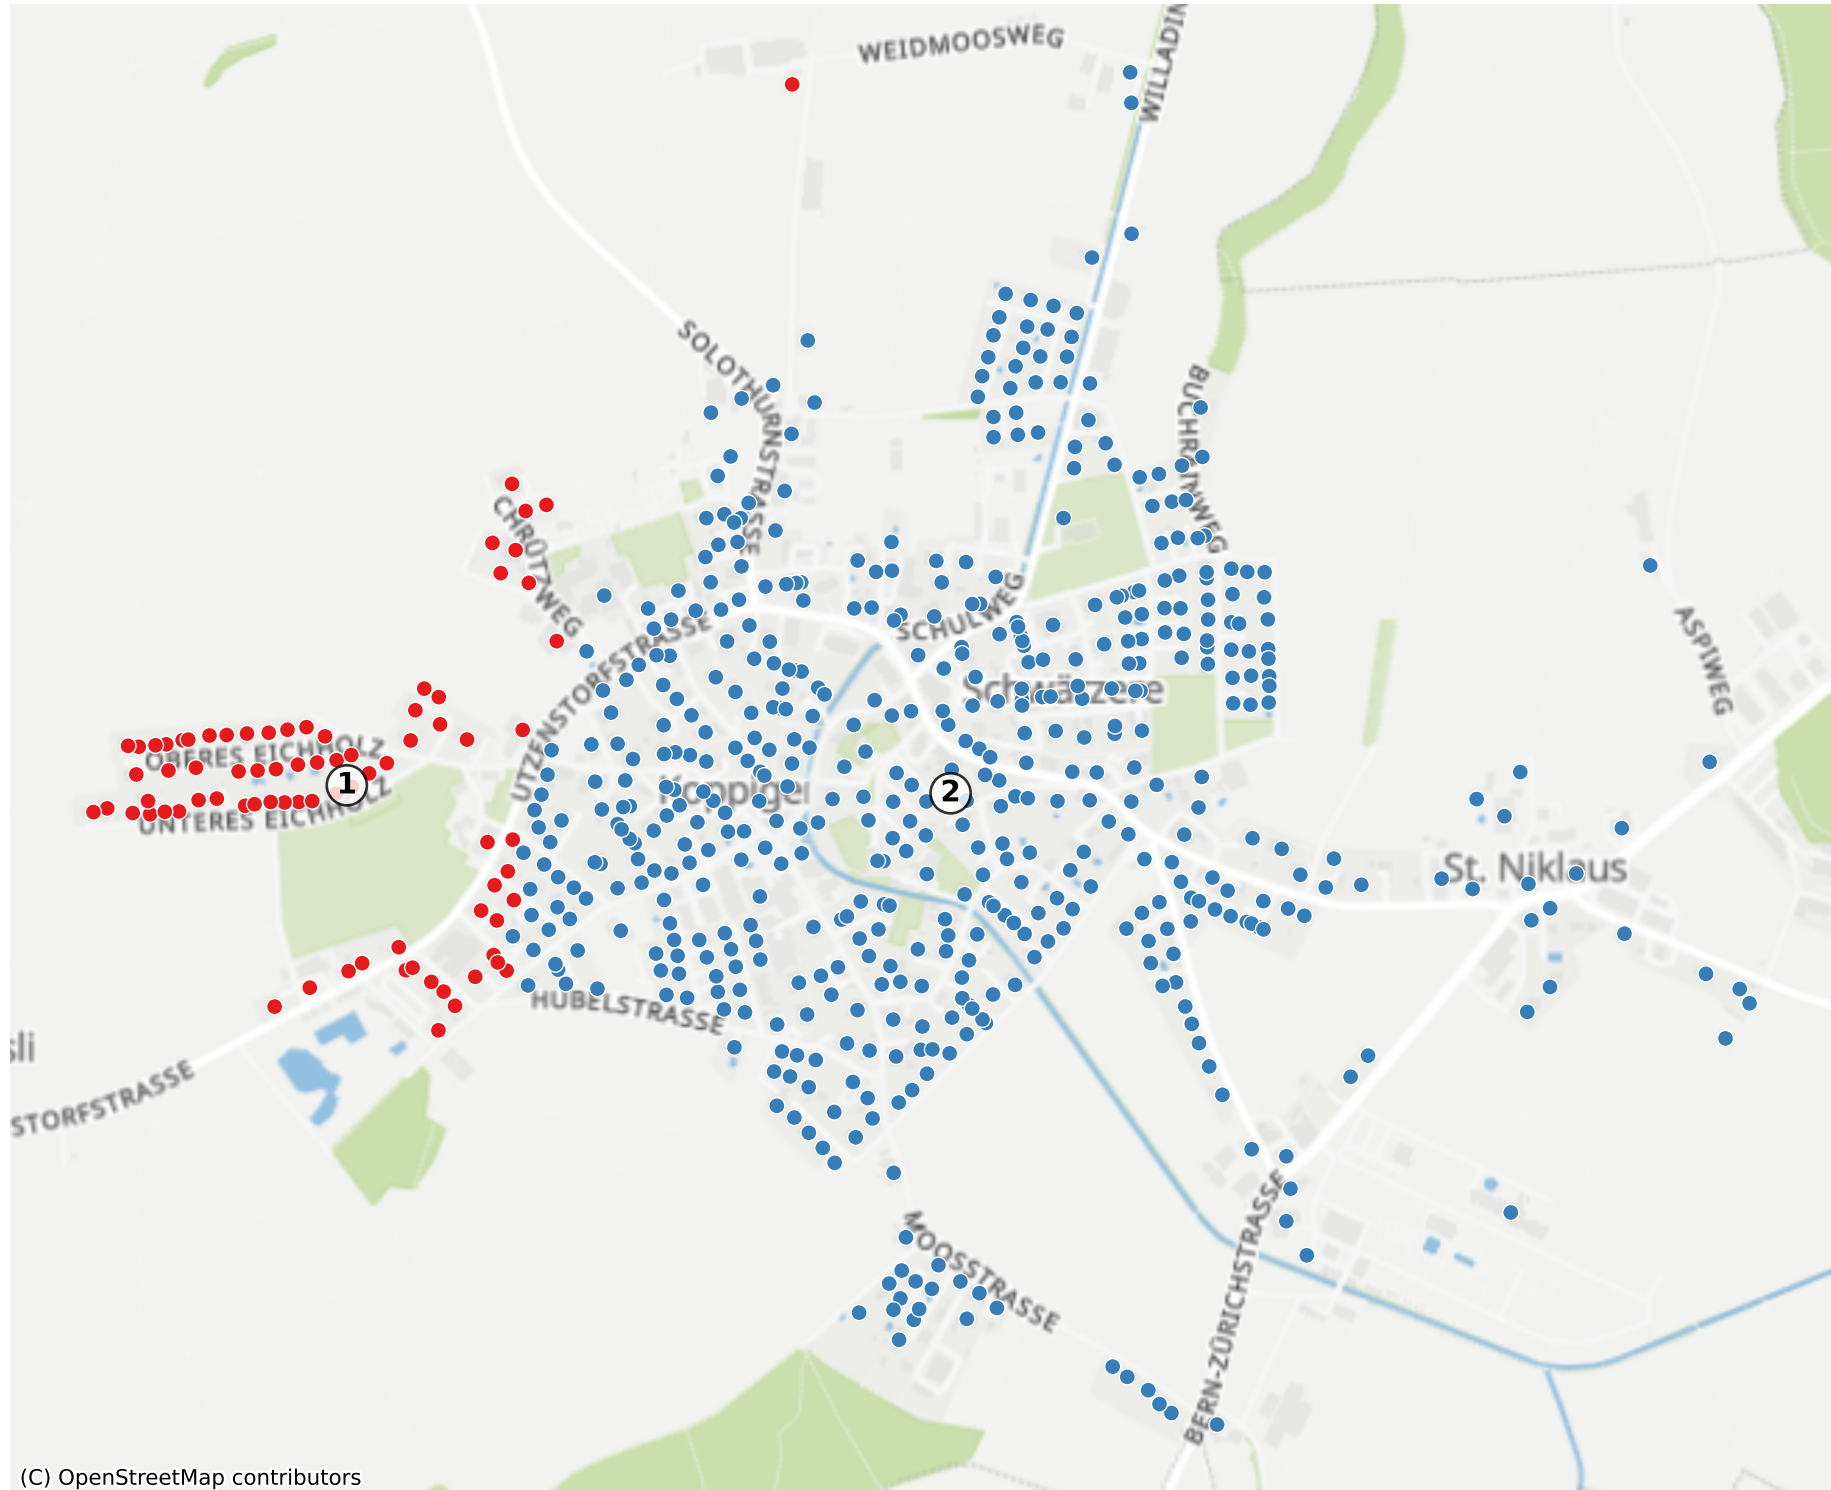 WEIDMOOSWEG
SOLOTHURNSTRASSE
BUCHRAINWEG
CHRÜTZWEG
SCHULWEG
UTZENSTORFSTRASSE
ASPIWEG
Schwärzere
OBERES EICHHOLZ
1
UNTERES EICHHOLZ
2
St. Niklaus
HUBELSTRASSE
STORFSTRASSE
MOOSSTRASSE
BERN-ZÜRICHSTRASSE
(C) OpenStreetMap contributors